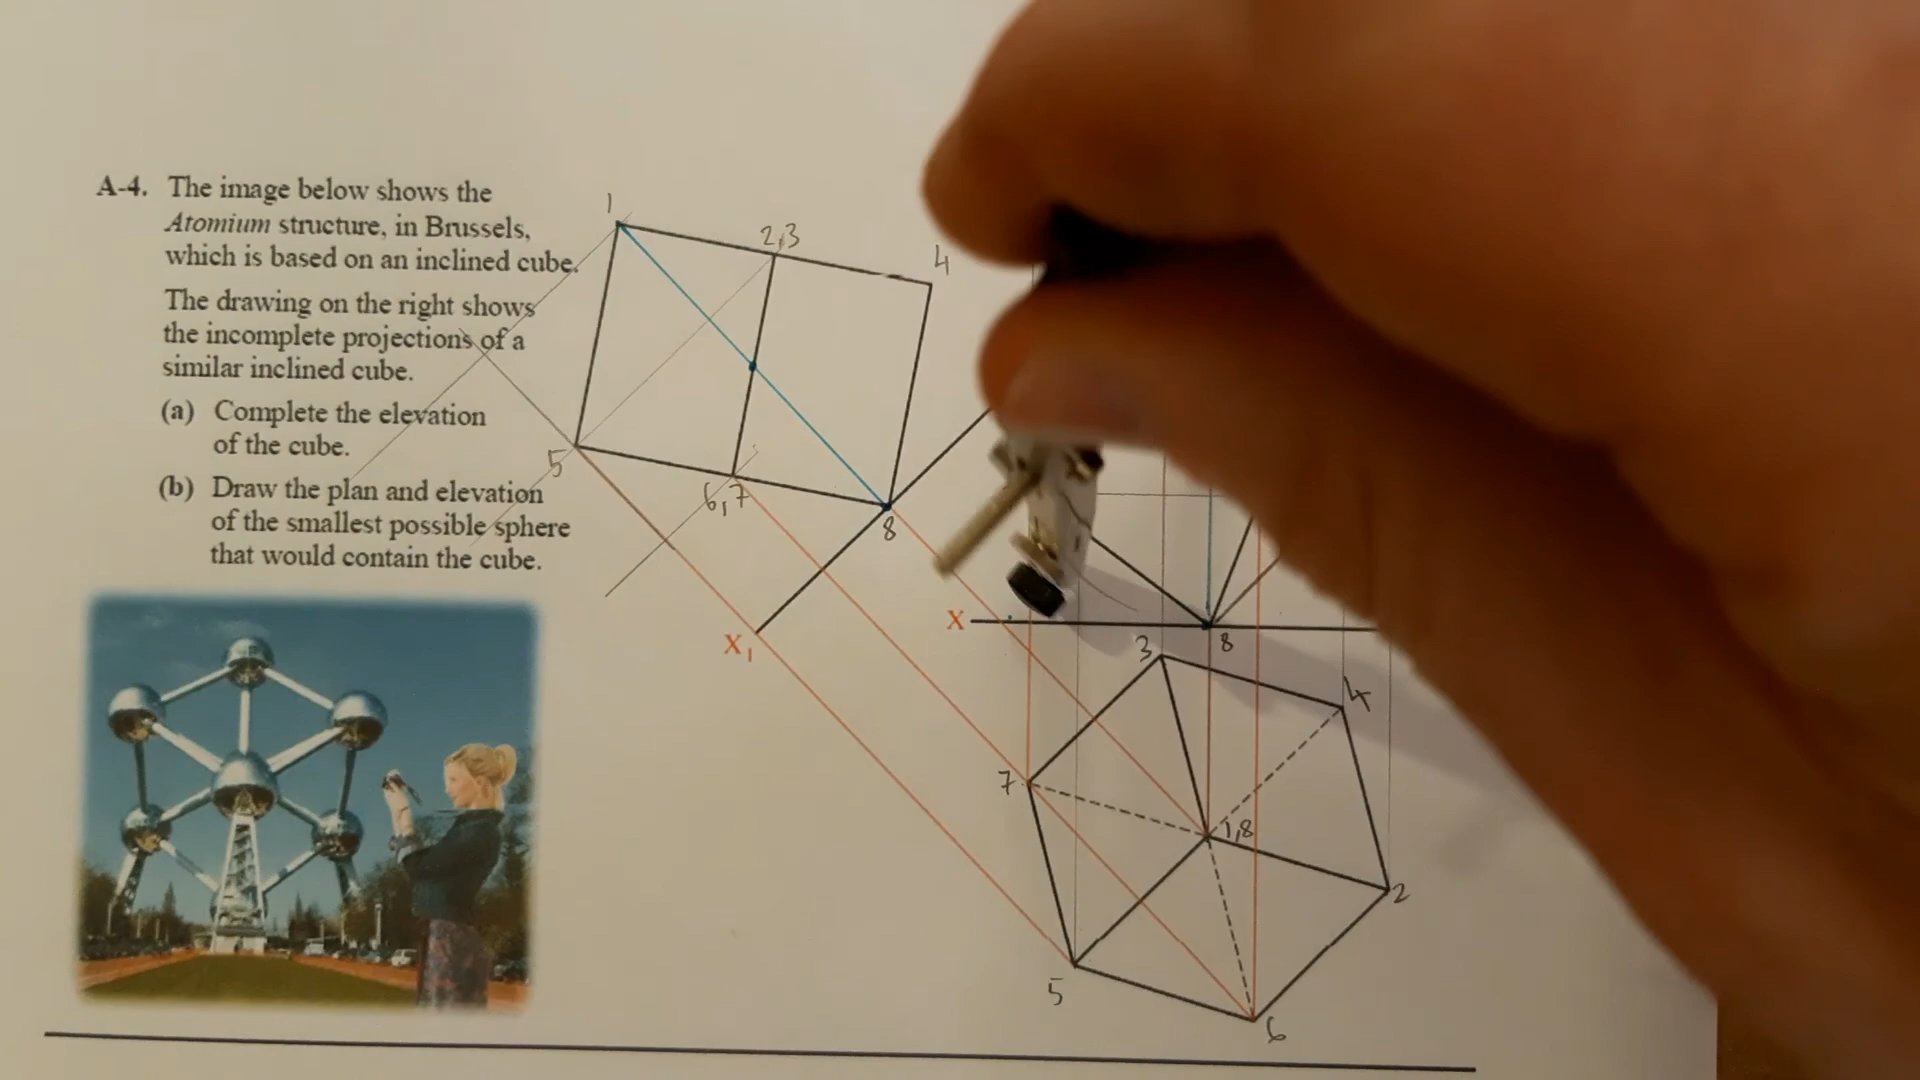 A-4. The image below shows the
Atomium structure, in Brussels,
which is based on an inclined cube.
The drawing on the right shows
the incomplete projections of a
similar inclined cube.
(a) Complete the elevation
of the cube.
(b) Draw the plan and elevation
of the smallest possible sphere
that would contain the cube.
1
2,3
4
5
6,7
8
X1
X
8
3
4
7
1,8
2
5
6